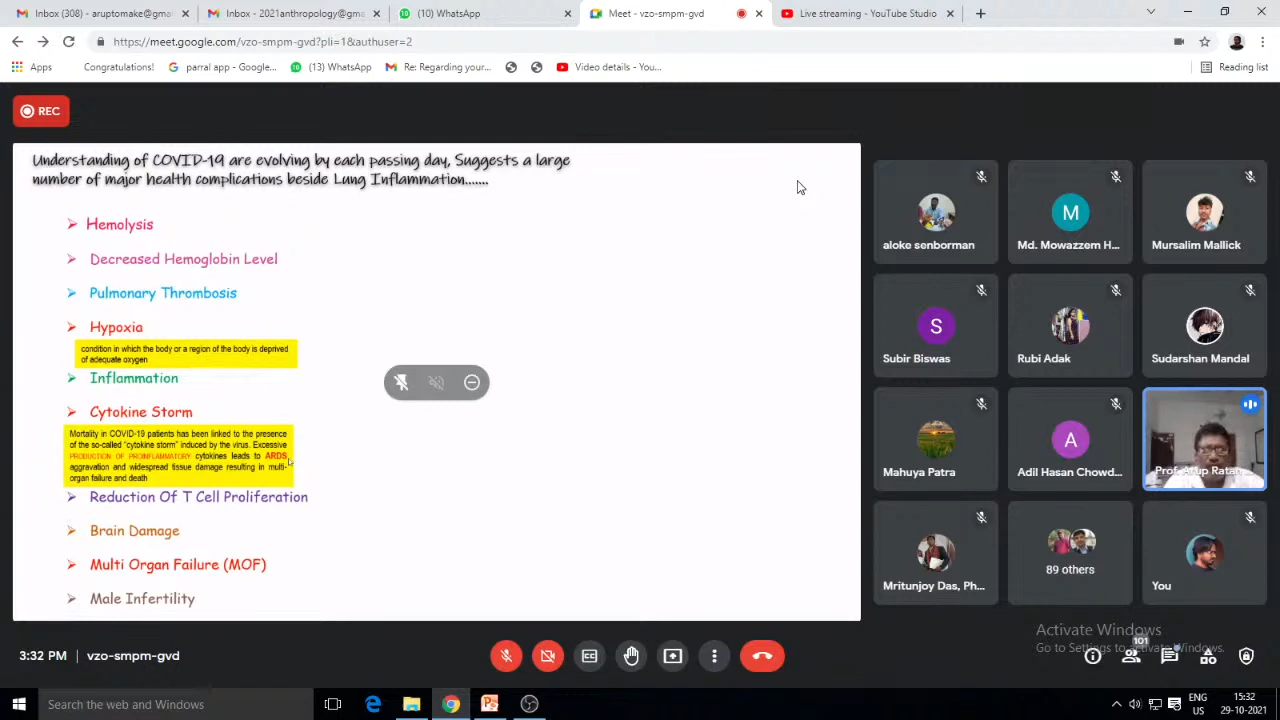 Inbox (308) - aruptomake@gmai
Inbox - 2021anthropology@gma
(10) WhatsApp
Meet - vzo-smpm-gvd
Live streaming - YouTube Studio
https://meet.google.com/vzo-smpm-gvd?pli=1&authuser=2
Apps
Congratulations!
parral app - Google...
(13) WhatsApp
Re: Regarding your...
Video details - You...
Reading list
REC
Understanding of COVID-19 are evolving by each passing day, Suggests a large
number of major health complications beside Lung Inflammation.......
Hemolysis
Decreased Hemoglobin Level
Pulmonary Thrombosis
Hypoxia
condition in which the body or a region of the body is deprived
of adequate oxygen
Inflammation
Cytokine Storm
Mortality in COVID-19 patients has been linked to the presence
of the so-called "cytokine storm" induced by the virus. Excessive
PRODUCTION OF PROINFLAMMATORY cytokines leads to ARDS
aggravation and widespread tissue damage resulting in multi-
organ failure and death
Reduction Of T Cell Proliferation
Brain Damage
Multi Organ Failure (MOF)
Male Infertility
aloke senborman
M
Md. Mowazzem H...
Mursalim Mallick
S
Subir Biswas
Rubi Adak
Sudarshan Mandal
Mahuya Patra
A
Adil Hasan Chowd...
Prof. Arup Ratan
Mritunjoy Das, Ph...
89 others
You
3:32 PM
vzo-smpm-gvd
Activate Windows
Go to Settings to activate Windows.
101
Search the web and Windows
ENG
US
15:32
29-10-2021